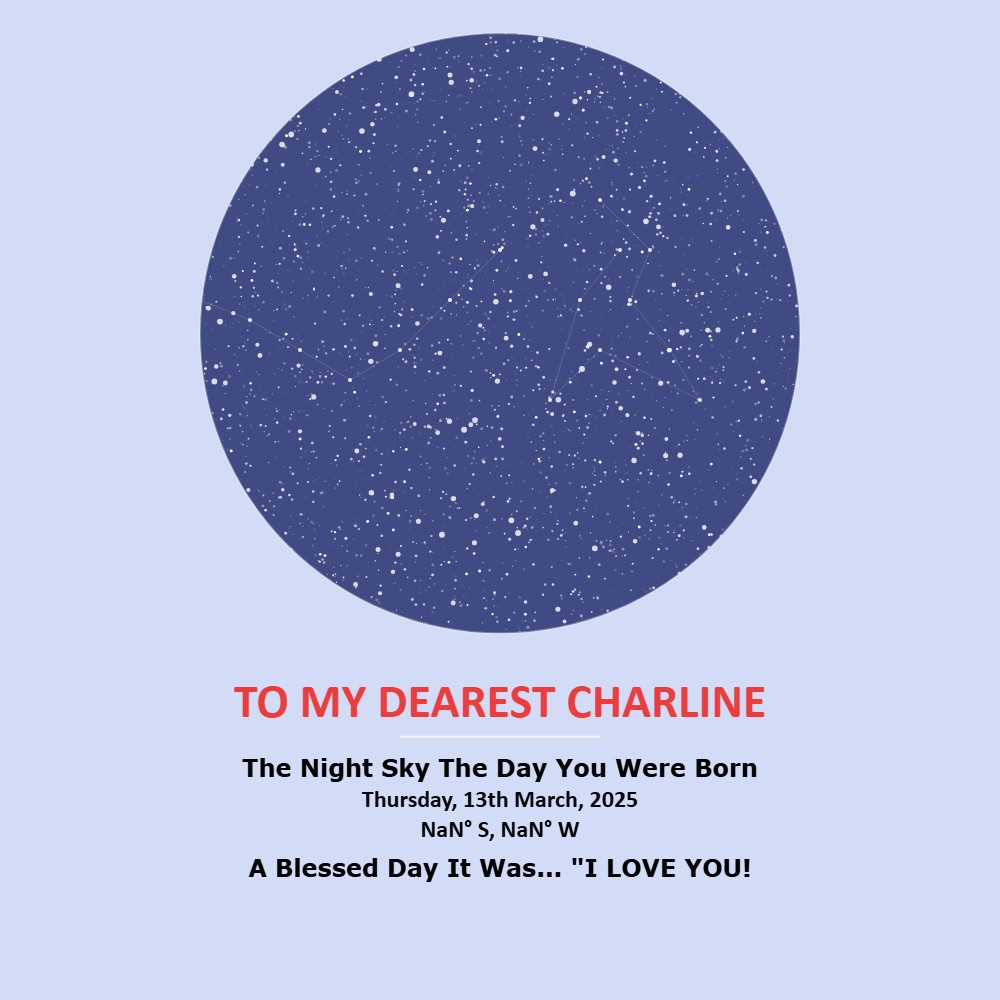 TO MY DEAREST CHARLINE
The Night Sky The Day You Were Born
Thursday, 13th March, 2025
NaN° S, NaN° W
A Blessed Day It Was... "I LOVE YOU!